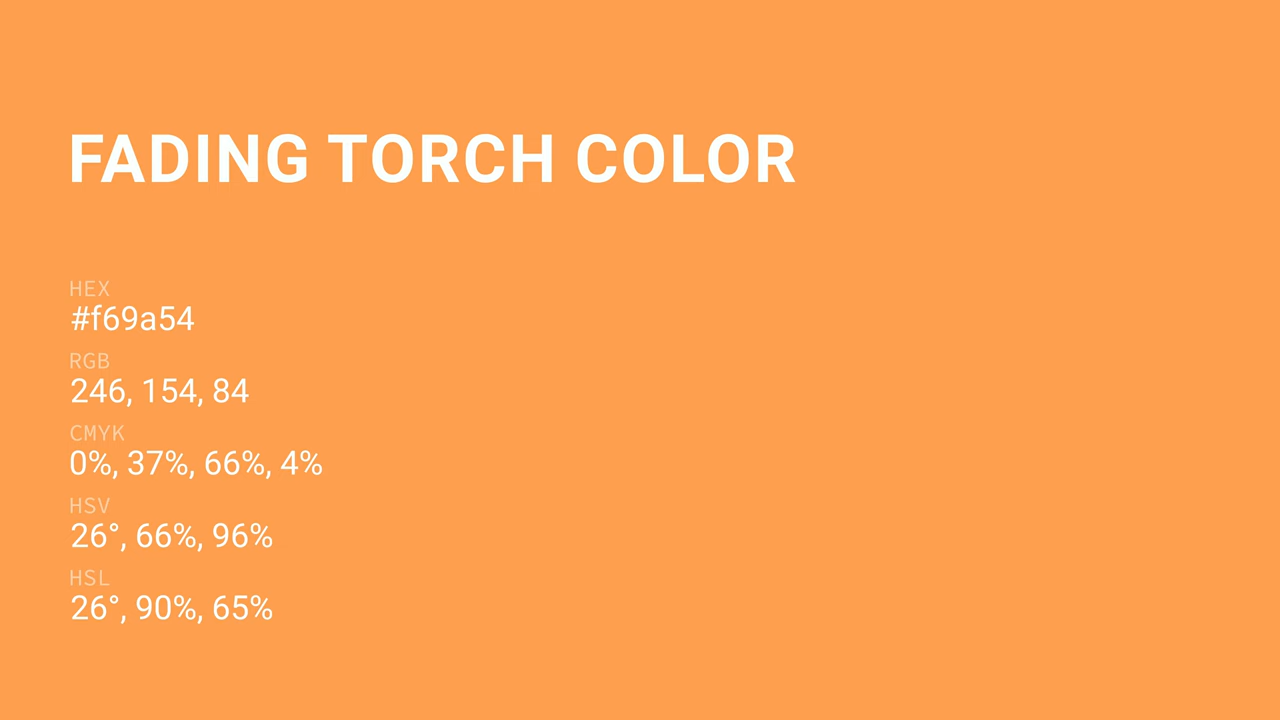 FADING TORCH COLOR
HEX
#f69a54
RGB
246, 154, 84
CMYK
0%, 37%, 66%, 4%
HSV
26°, 66%, 96%
HSL
26°, 90%, 65%